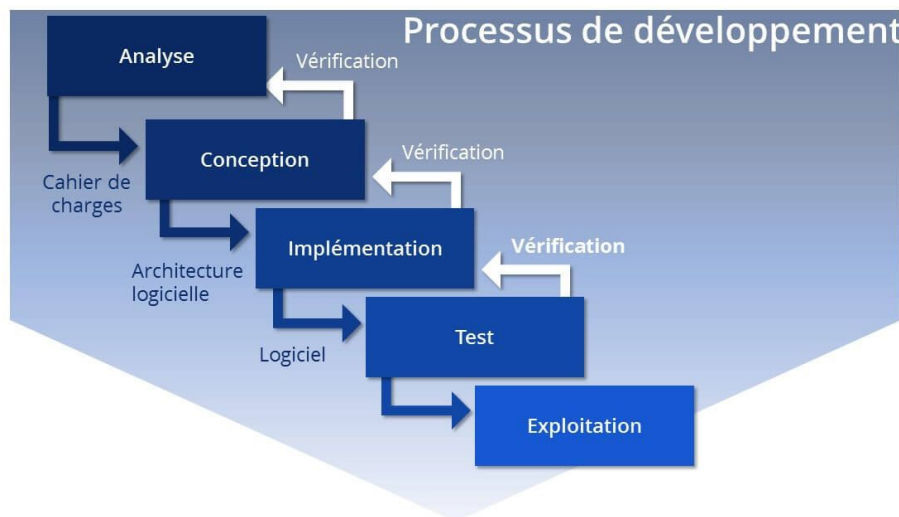 Processus de développement
Analyse
Vérification
Cahier de
charges
Conception
Vérification
Architecture
logicielle
Implémentation
Vérification
Logiciel
Test
Exploitation